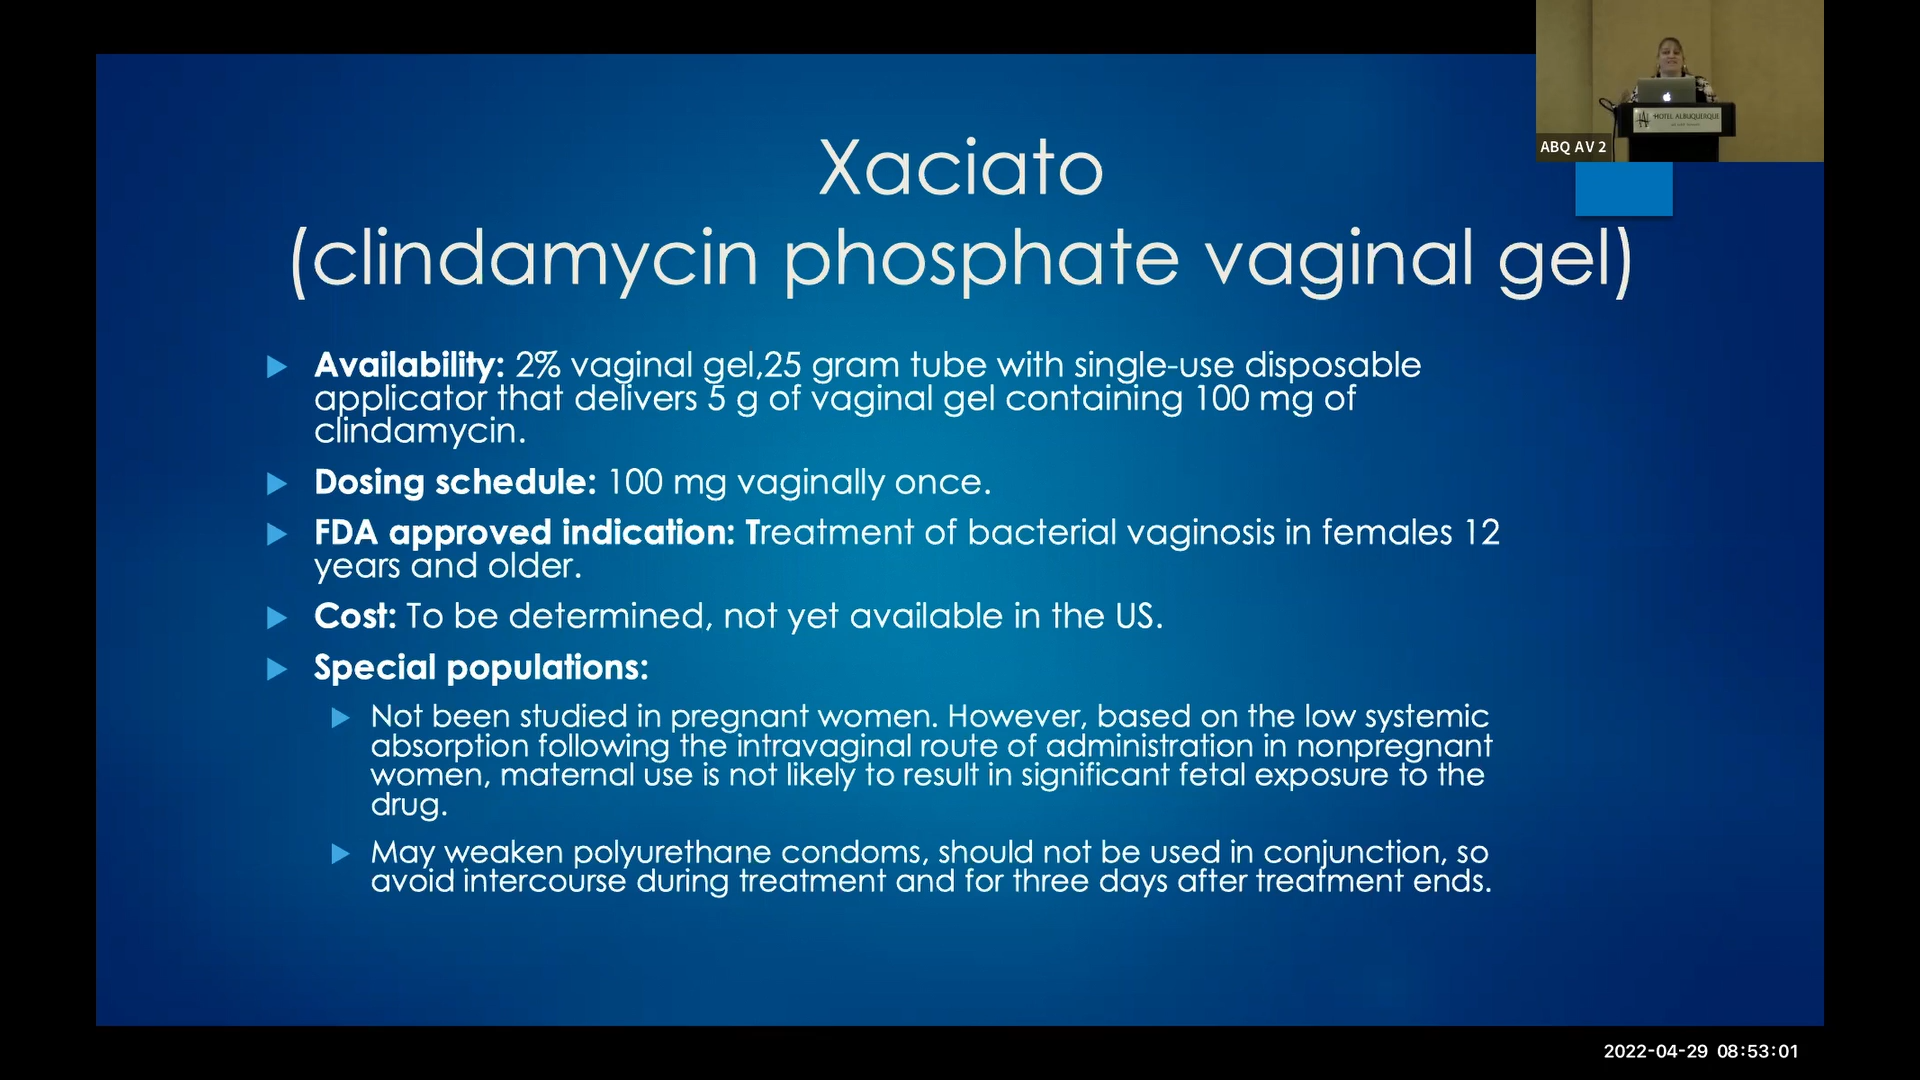 Xaciato
(clindamycin phosphate vaginal gel)
Availability: 2% vaginal gel,25 gram tube with single-use disposable
applicator that delivers 5 g of vaginal gel containing 100 mg of
clindamycin.
Dosing schedule: 100 mg vaginally once.
FDA approved indication: Treatment of bacterial vaginosis in females 12
years and older.
Cost: To be determined, not yet available in the US.
Special populations:
Not been studied in pregnant women. However, based on the low systemic
absorption following the intravaginal route of administration in nonpregnant
women, maternal use is not likely to result in significant fetal exposure to the
drug.
May weaken polyurethane condoms, should not be used in conjunction, so
avoid intercourse during treatment and for three days after treatment ends.
HOTEL ALBUQUERQUE
ABQ AV 2
2022-04-29 08:53:01